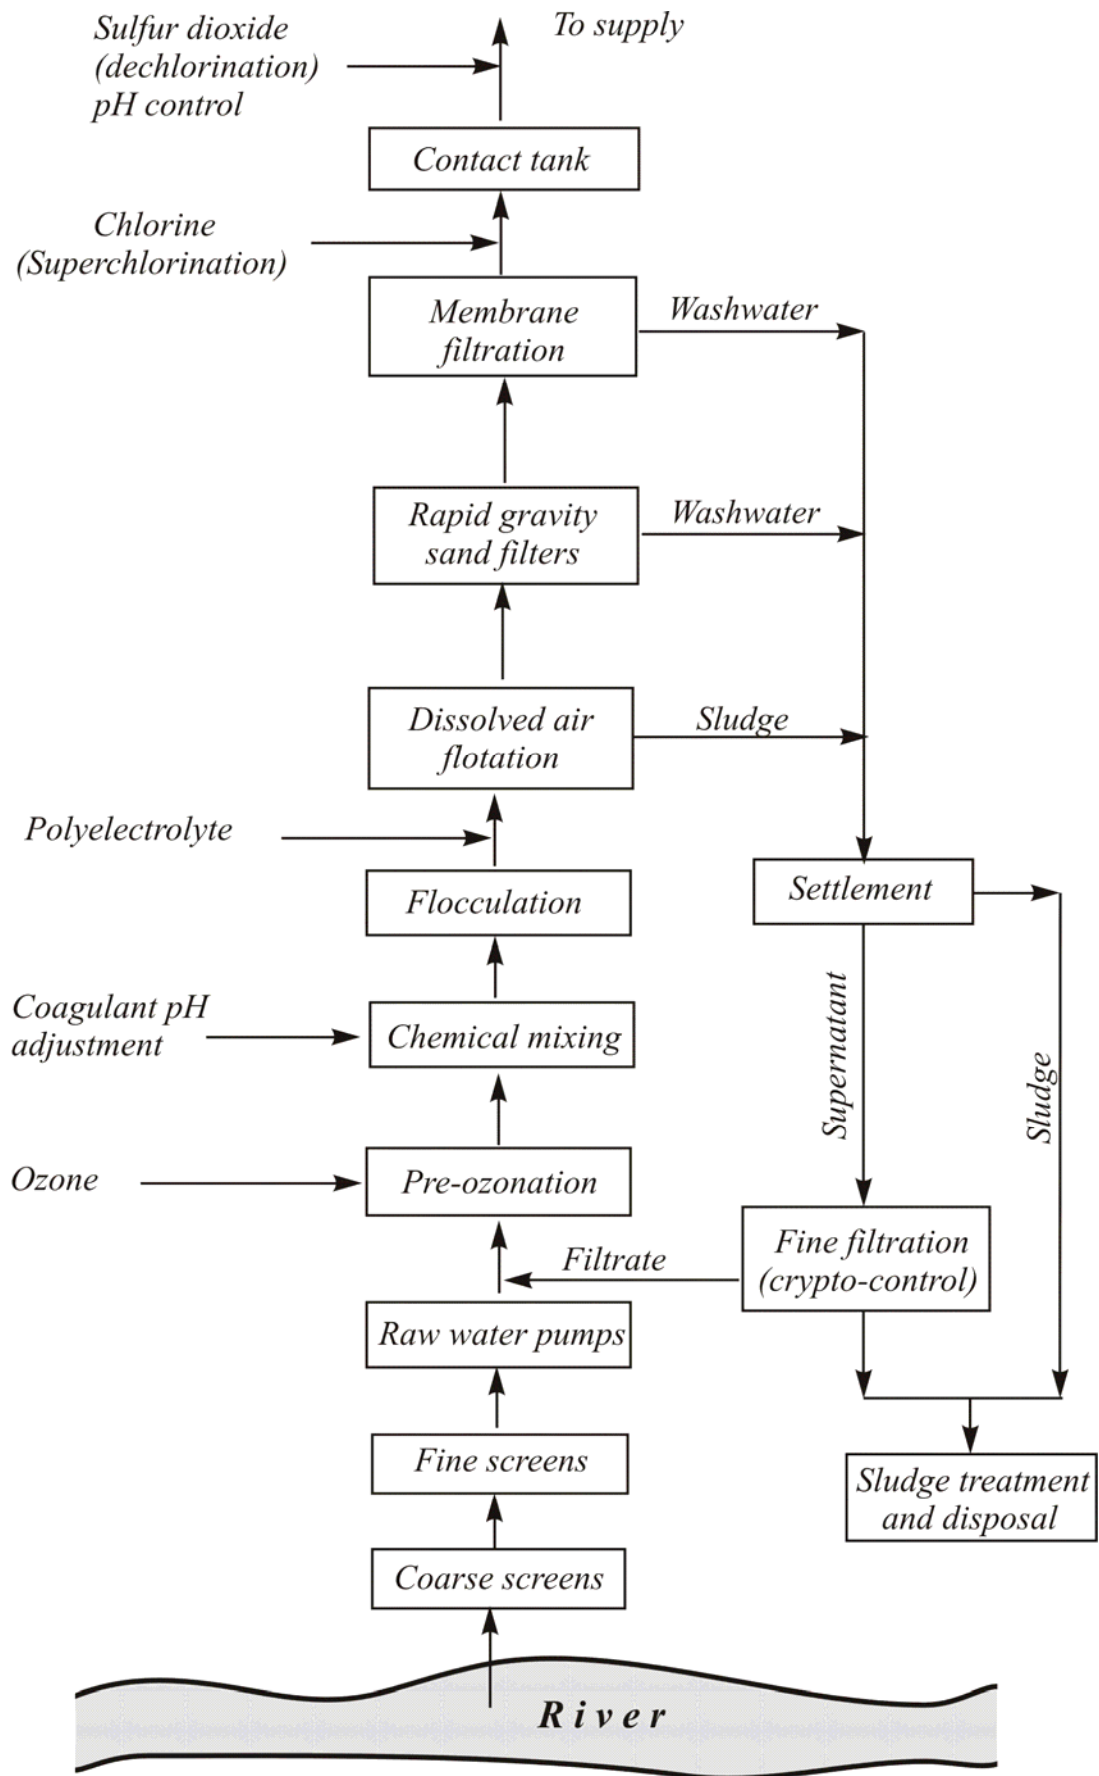 Sulfur dioxide
(dechlorination)
pH control
To supply
Contact tank
Chlorine
(Superchlorination)
Membrane
filtration
Washwater
Rapid gravity
sand filters
Washwater
Dissolved air
flotation
Sludge
Polyelectrolyte
Flocculation
Settlement
Coagulant pH
adjustment
Chemical mixing
Supernatant
Sludge
Ozone
Pre-ozonation
Fine filtration
(crypto-control)
Filtrate
Raw water pumps
Fine screens
Sludge treatment
and disposal
Coarse screens
River